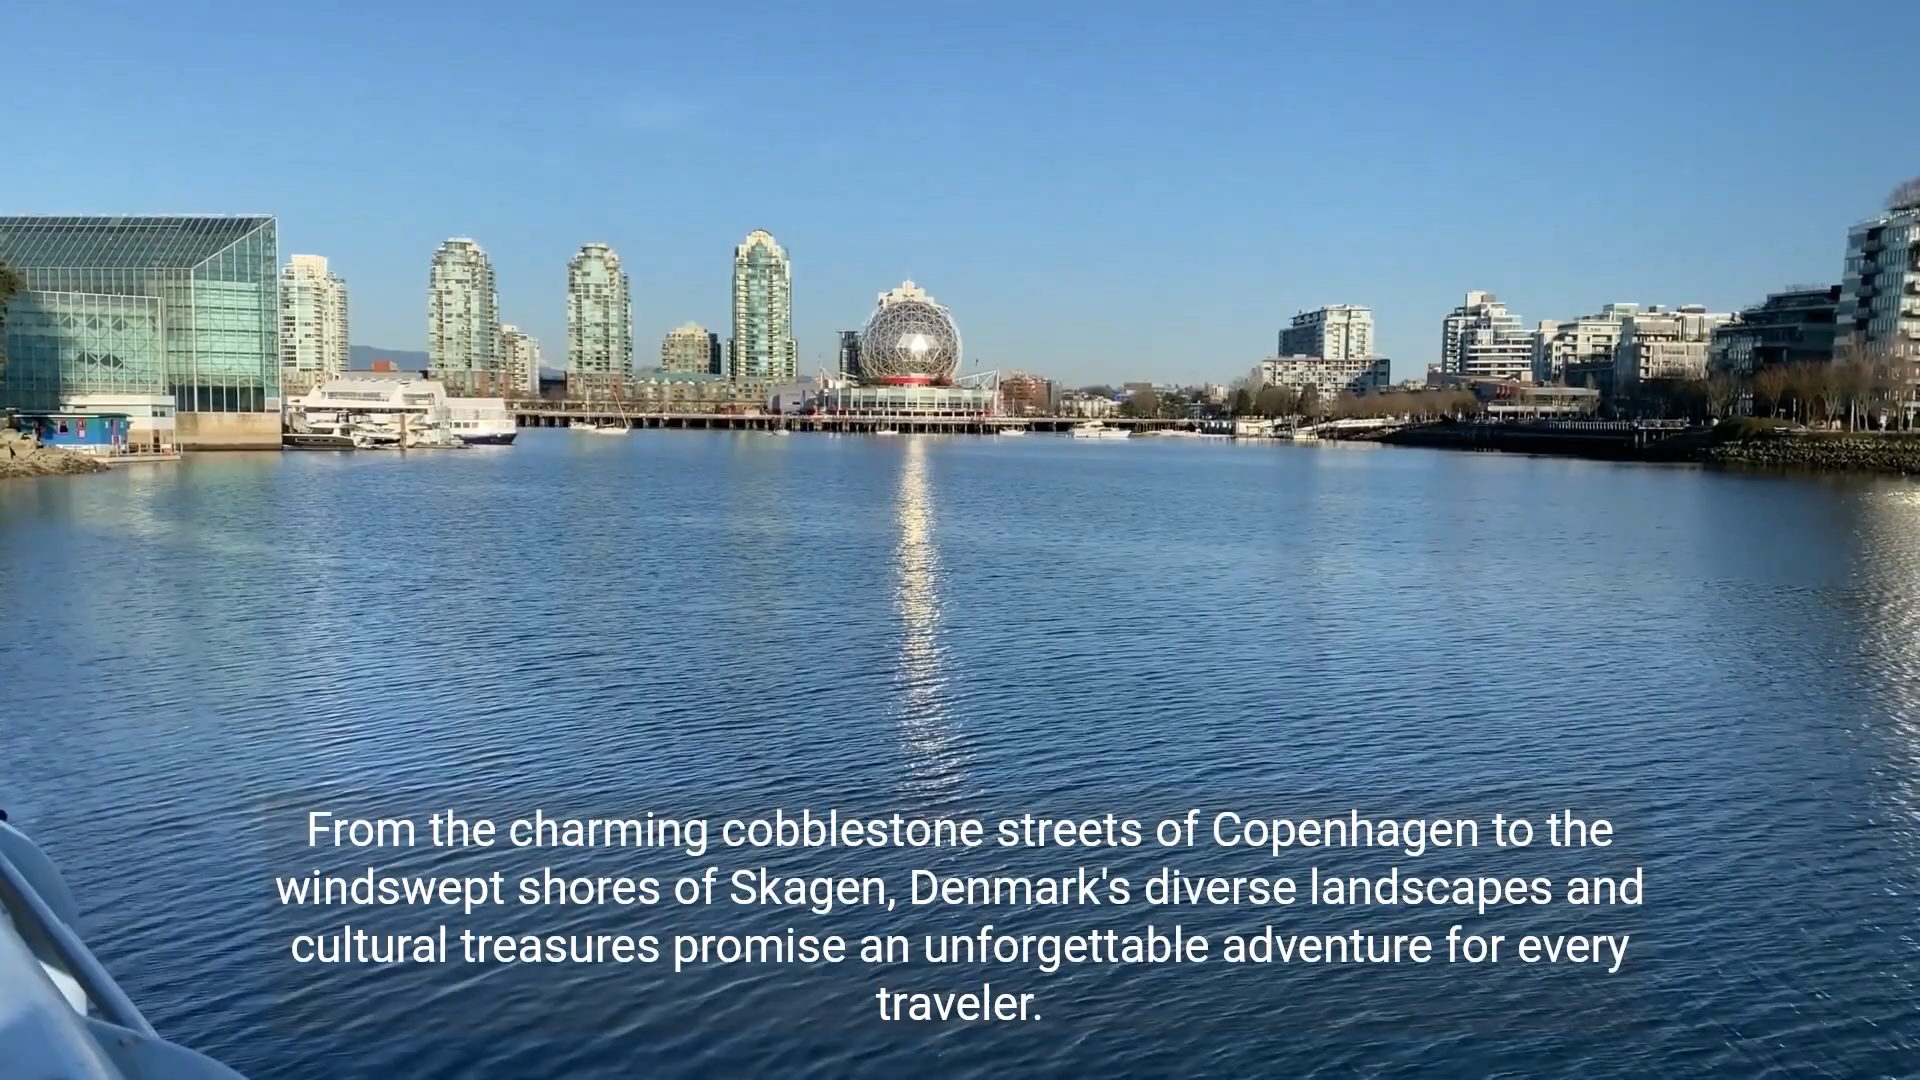 From the charming cobblestone streets of Copenhagen to the
windswept shores of Skagen, Denmark's diverse landscapes and
cultural treasures promise an unforgettable adventure for every
traveler.